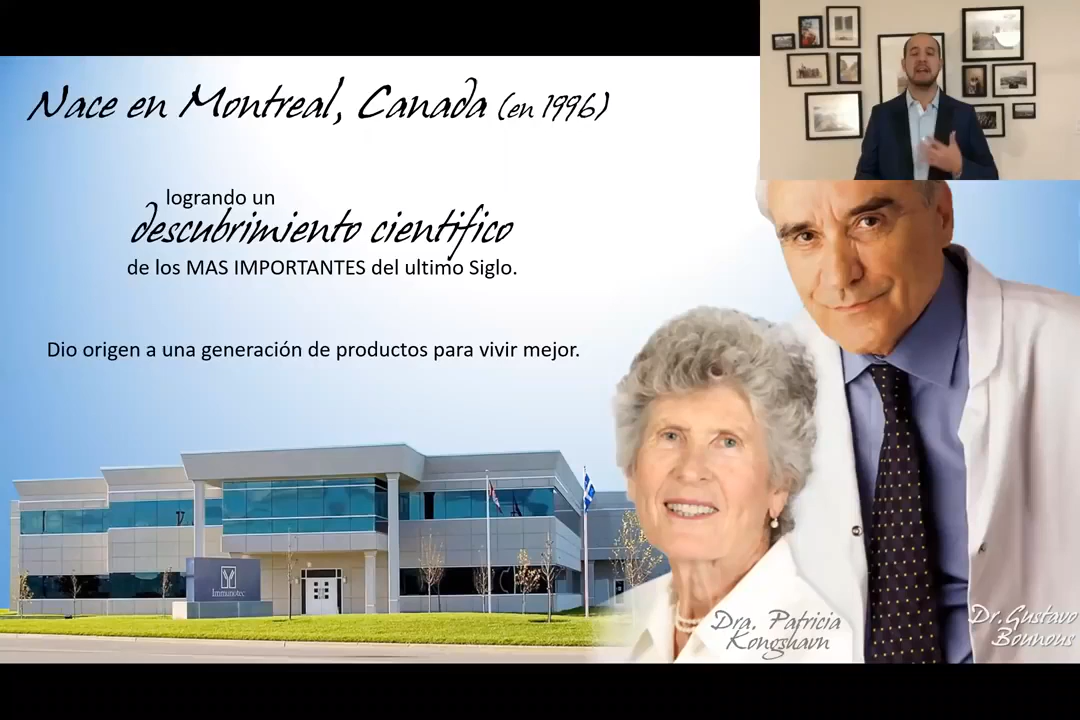 Nace en Montreal, Canada (en 1996)
logrando un
descubrimiento cientifico
de los MAS IMPORTANTES del ultimo Siglo.
Dio origen a una generación de productos para vivir mejor.
Immunotec
Dra. Patricia
Kongshavn
Dr. Gustavo
Bounous